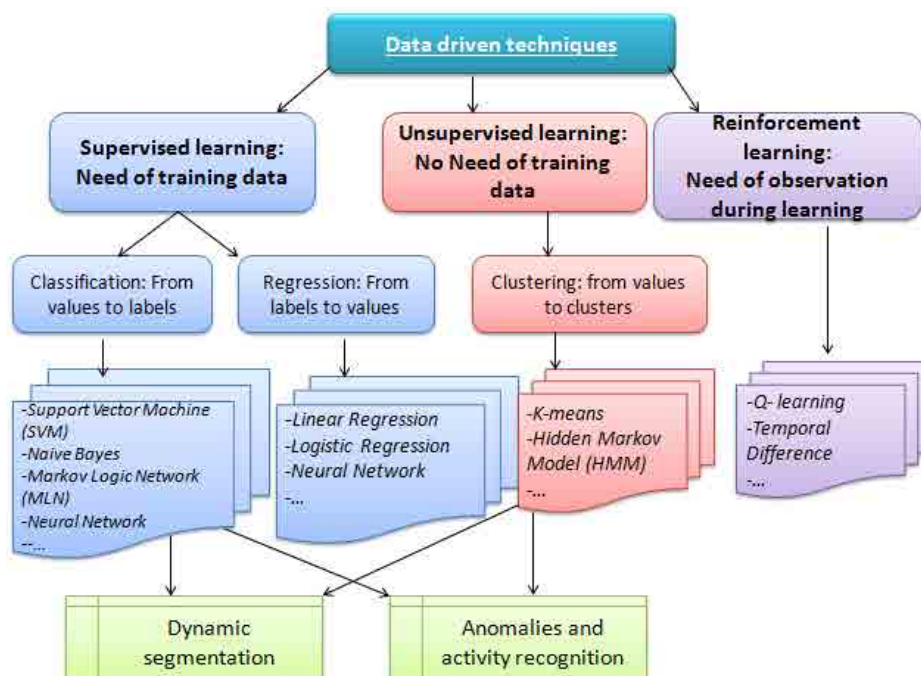 Data driven techniques
Supervised learning:
Need of training data
Unsupervised learning:
No Need of training
data
Reinforcement
learning:
Need of observation
during learning
Classification: From
values to labels
Regression: From
labels to values
Clustering: from values
to clusters
-Support Vector Machine
(SVM)
-Naive Bayes
-Markov Logic Network
(MLN)
-Neural Network
--...
-Linear Regression
-Logistic Regression
-Neural Network
-...
-K-means
-Hidden Markov
Model (HMM)
-...
-Q- learning
-Temporal
Difference
-...
Dynamic
segmentation
Anomalies and
activity recognition